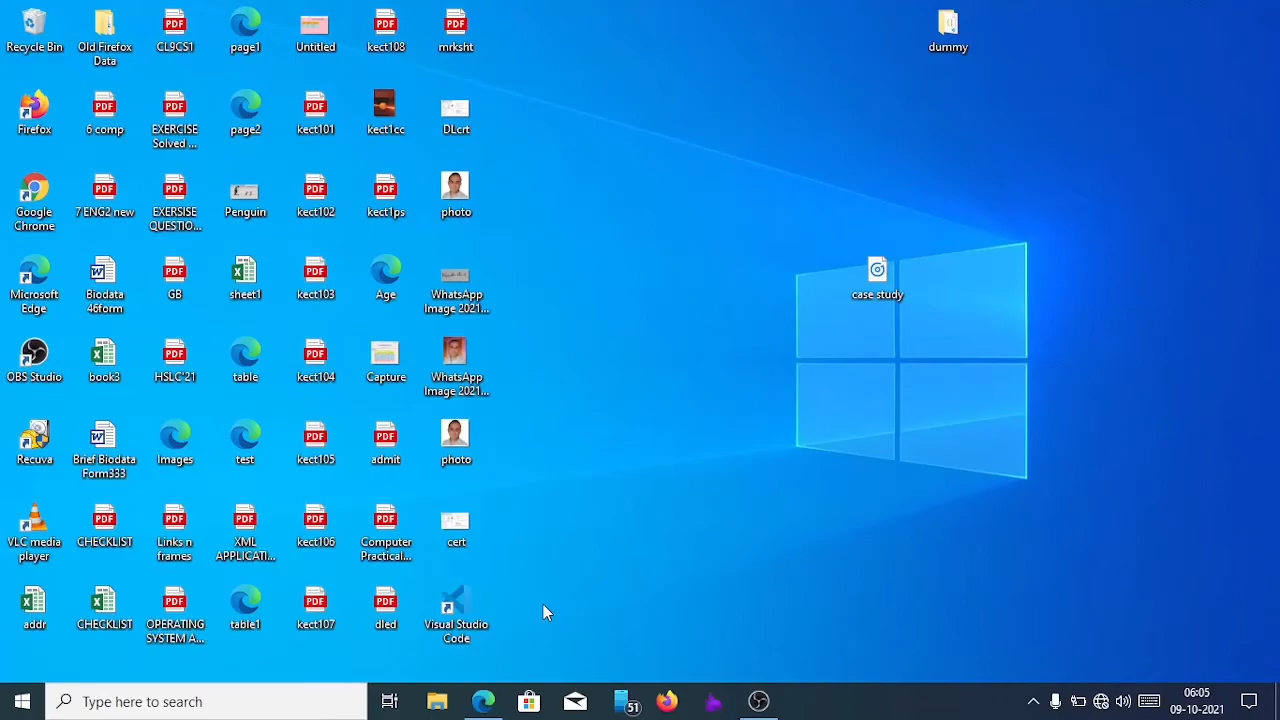 Recycle Bin
Old Firefox
Data
CL9CS1
page1
Untitled
kect108
mrksht
dummy
Firefox
6 comp
EXERCISE
Solved ...
page2
kect101
kect1cc
DLcrt
Google
Chrome
7 ENG2 new
EXERSISE
QUESTIO...
Penguin
kect102
kect1ps
photo
Microsoft
Edge
Biodata
46form
GB
sheet1
kect103
Age
WhatsApp
Image 2021...
case study
OBS Studio
book3
HSLC'21
table
kect104
Capture
WhatsApp
Image 2021...
Recuva
Brief Biodata
Form333
Images
test
kect105
admit
photo
VLC media
player
CHECKLIST
Links n
frames
XML
APPLICATI...
kect106
Computer
Practical...
cert
addr
CHECKLIST
OPERATING
SYSTEM A...
table1
kect107
dled
Visual Studio
Code
Type here to search
51
06:05
09-10-2021